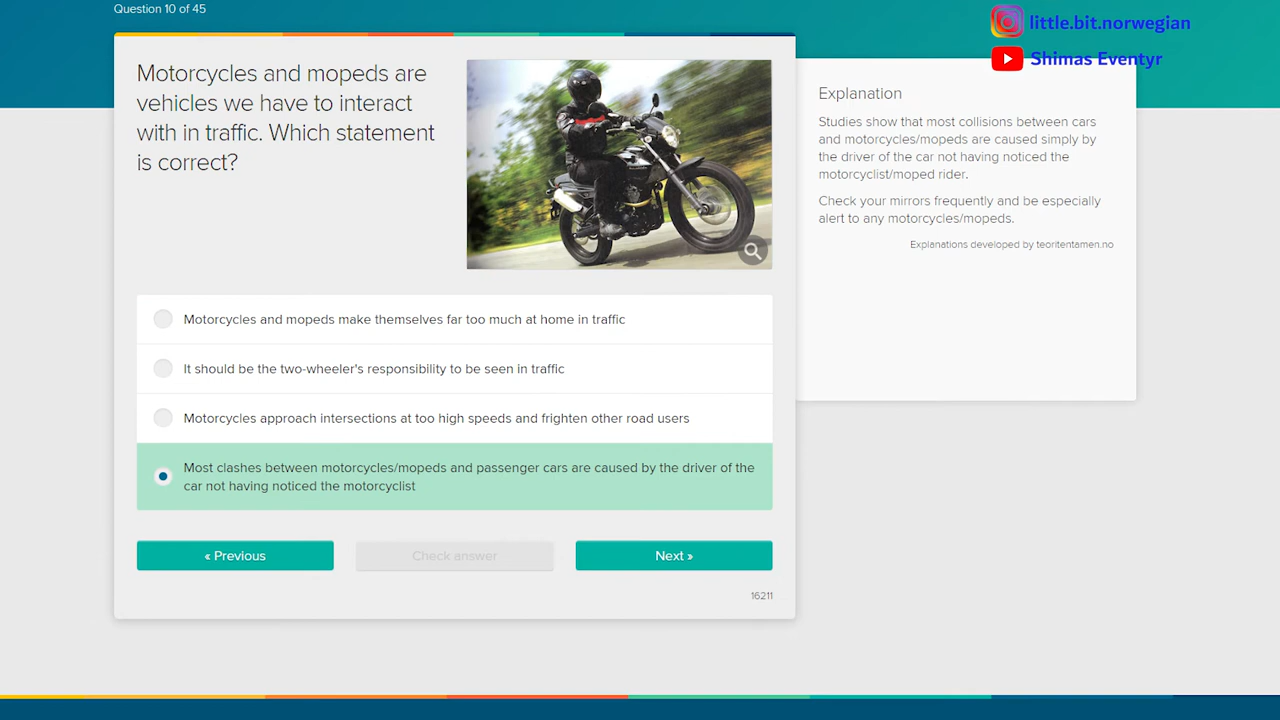 Question 10 of 45
little.bit.norwegian
Shimas Eventyr
Motorcycles and mopeds are
vehicles we have to interact
with in traffic. Which statement
is correct?
Explanation
Studies show that most collisions between cars
and motorcycles/mopeds are caused simply by
the driver of the car not having noticed the
motorcyclist/moped rider.
Check your mirrors frequently and be especially
alert to any motorcycles/mopeds.
Explanations developed by teoritentamen.no
Motorcycles and mopeds make themselves far too much at home in traffic
It should be the two-wheeler's responsibility to be seen in traffic
Motorcycles approach intersections at too high speeds and frighten other road users
Most clashes between motorcycles/mopeds and passenger cars are caused by the driver of the
car not having noticed the motorcyclist
« Previous
Check answer
Next »
16211